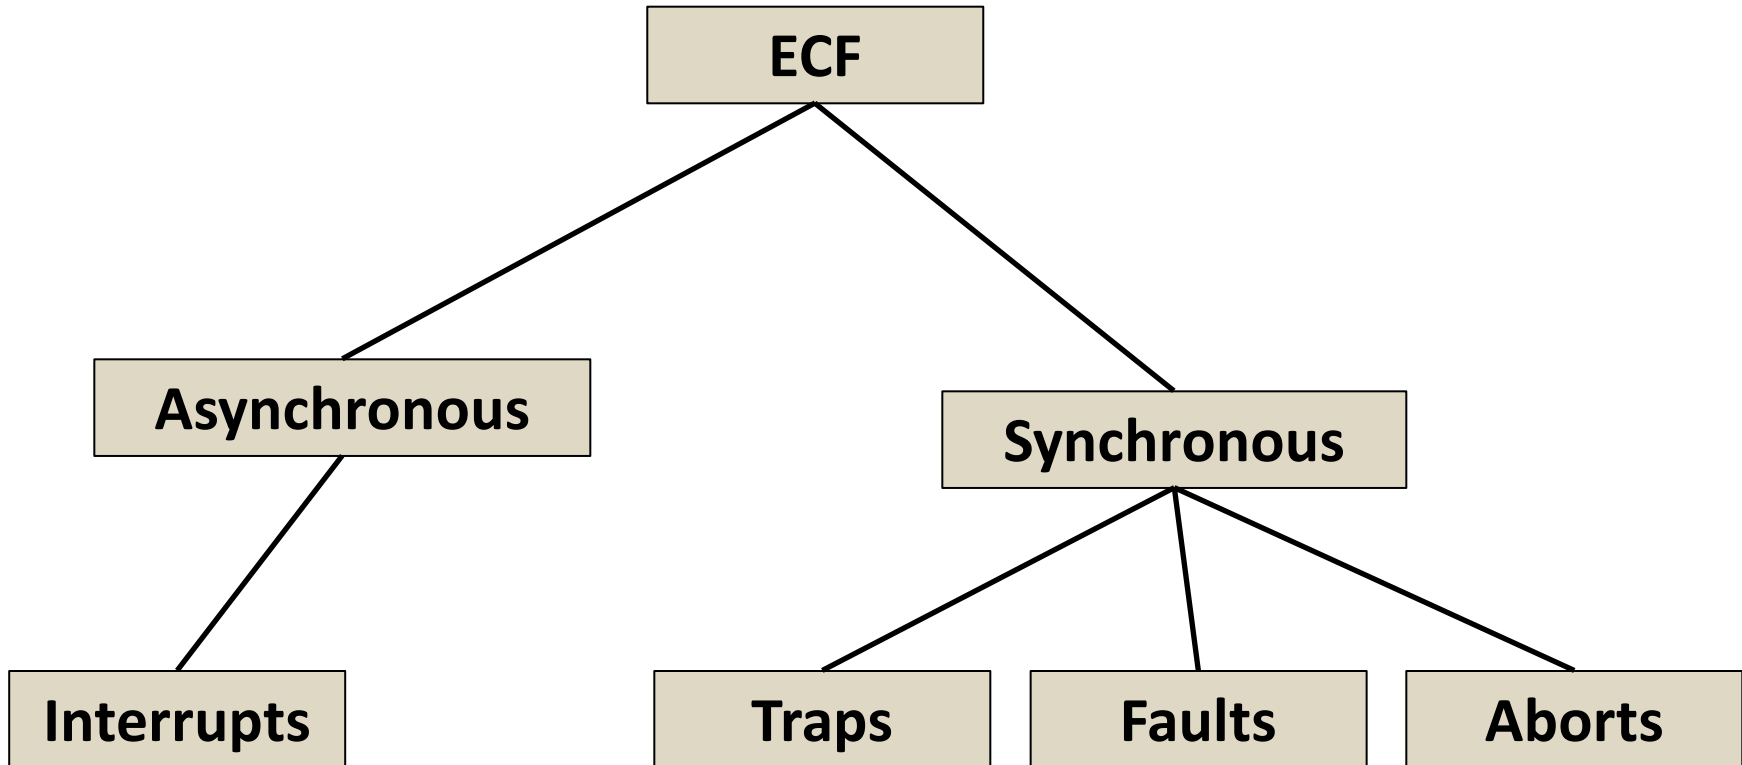 ECF
Asynchronous
Synchronous
Interrupts
Traps
Faults
Aborts